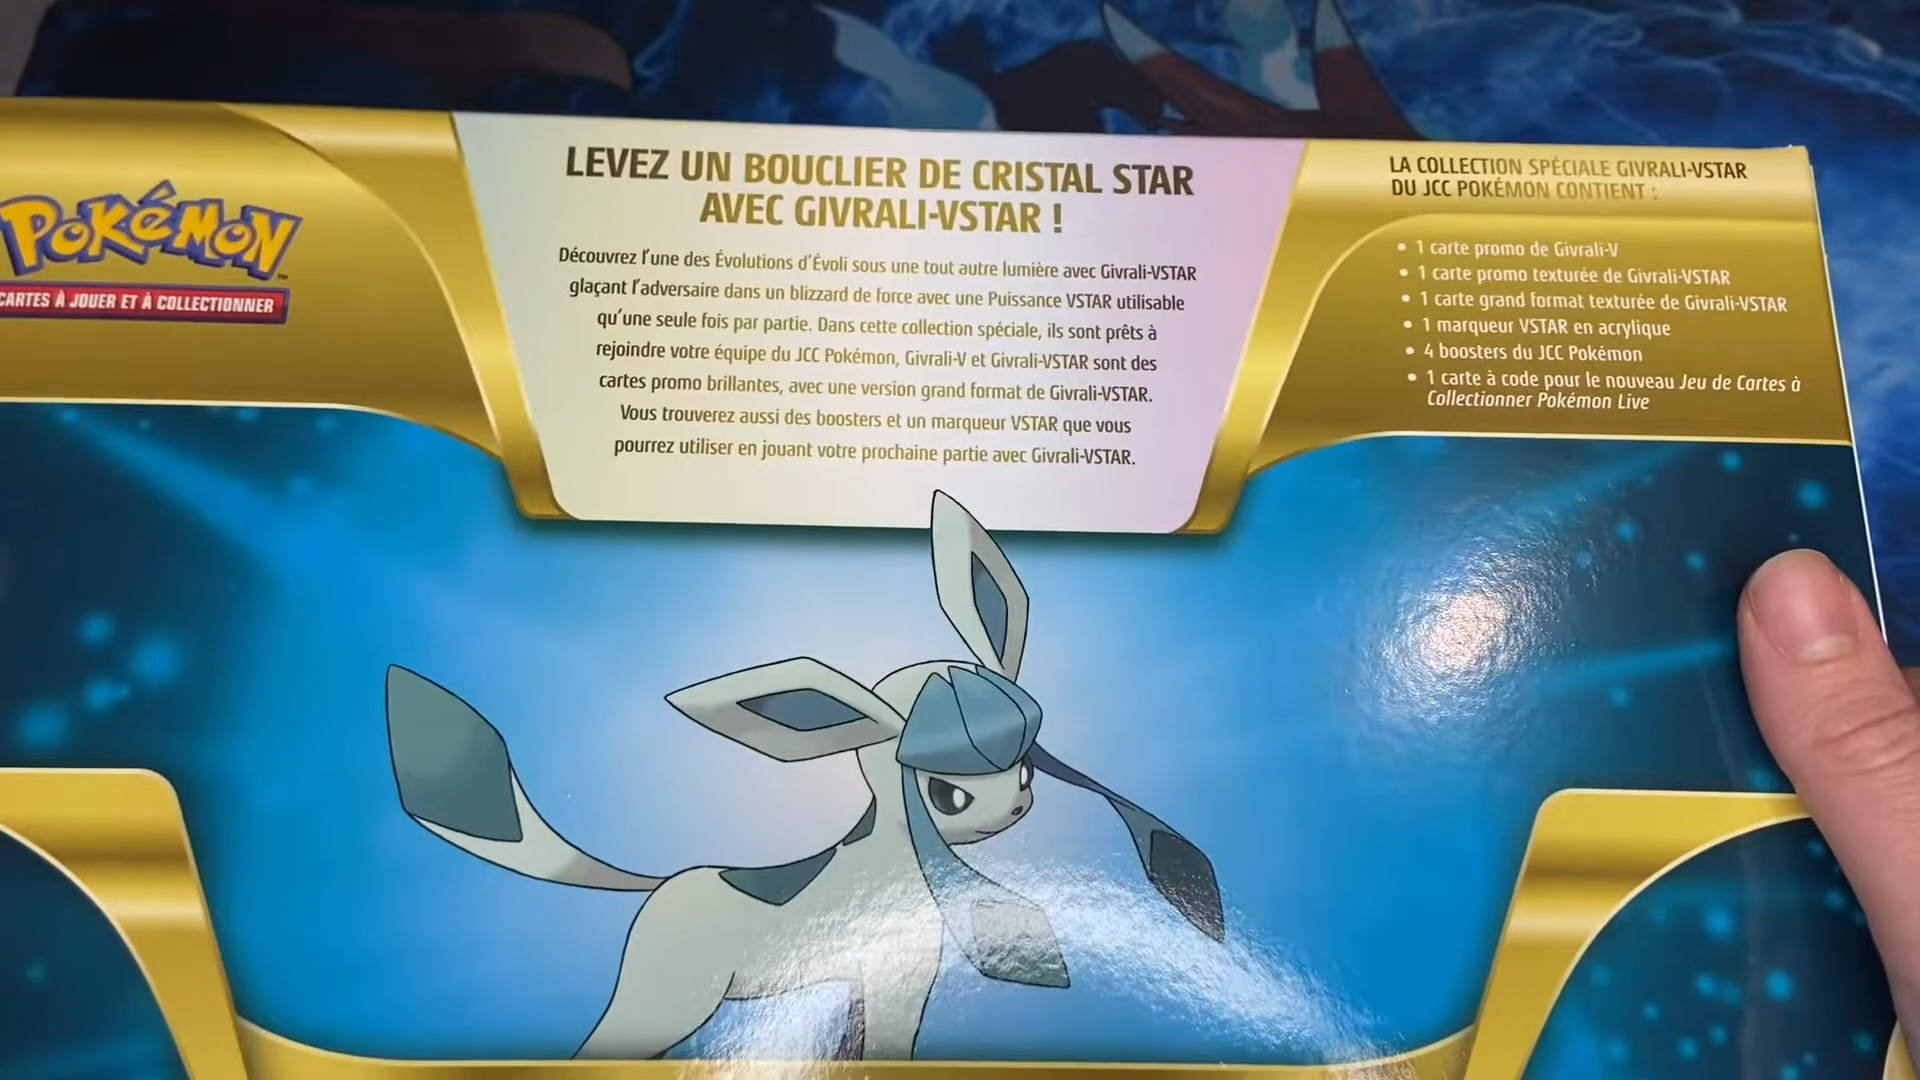 Pokémon
CARTES À JOUER ET À COLLECTIONNER
LEVEZ UN BOUCLIER DE CRISTAL STAR
AVEC GIVRALI-VSTAR !
Découvrez l'une des Évolutions d'Évoli sous une tout autre lumière avec Givrali-VSTAR
glaçant l'adversaire dans un blizzard de force avec une Puissance VSTAR utilisable
qu'une seule fois par partie. Dans cette collection spéciale, ils sont prêts à
rejoindre votre équipe du JCC Pokémon, Givrali-V et Givrali-VSTAR sont des
cartes promo brillantes, avec une version grand format de Givrali-VSTAR.
Vous trouverez aussi des boosters et un marqueur VSTAR que vous
pourrez utiliser en jouant votre prochaine partie avec Givrali-VSTAR.
LA COLLECTION SPÉCIALE GIVRALI-VSTAR
DU JCC POKÉMON CONTIENT :
• 1 carte promo de Givrali-V
• 1 carte promo texturée de Givrali-VSTAR
• 1 carte grand format texturée de Givrali-VSTAR
• 1 marqueur VSTAR en acrylique
• 4 boosters du JCC Pokémon
• 1 carte à code pour le nouveau Jeu de Cartes à
Collectionner Pokémon Live